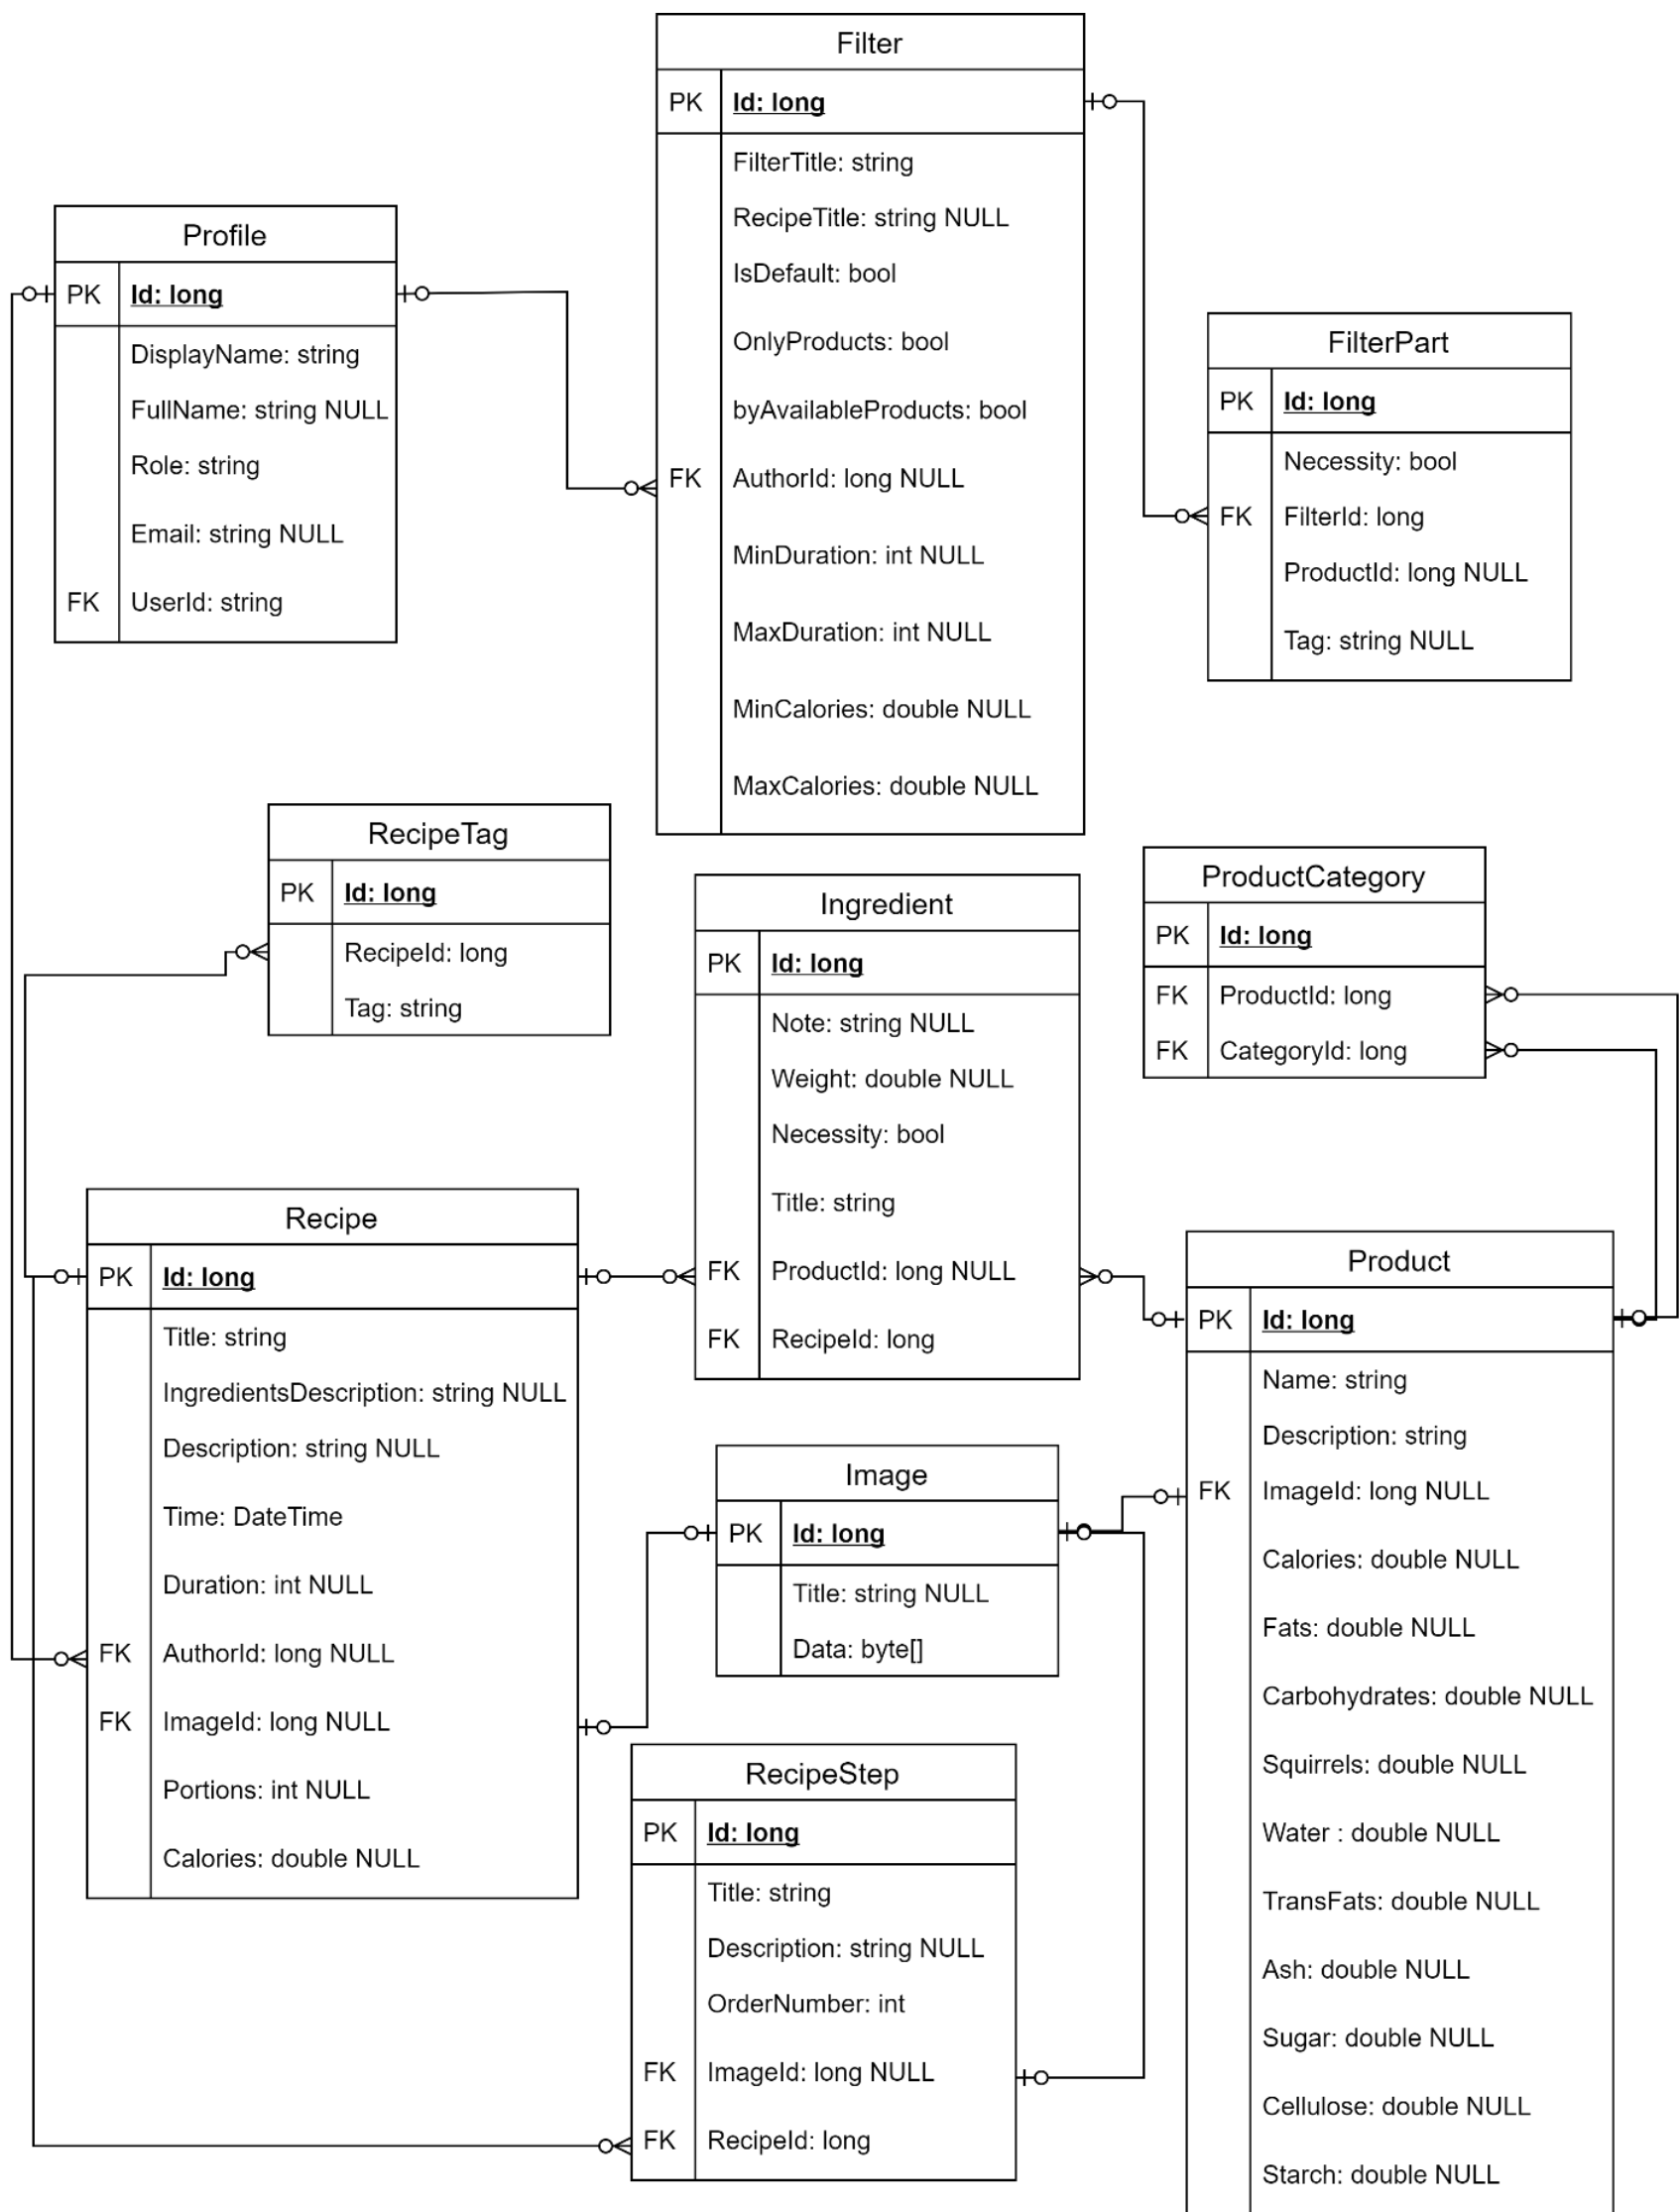 Filter
PK Id: long
FilterTitle: string
RecipeTitle: string NULL
IsDefault: bool
OnlyProducts: bool
byAvailableProducts: bool
FK AuthorId: long NULL
MinDuration: int NULL
MaxDuration: int NULL
MinCalories: double NULL
MaxCalories: double NULL
Profile
PK Id: long
DisplayName: string
FullName: string NULL
Role: string
Email: string NULL
FK UserId: string
FilterPart
PK Id: long
Necessity: bool
FK FilterId: long
ProductId: long NULL
Tag: string NULL
RecipeTag
PK Id: long
RecipeId: long
Tag: string
Ingredient
PK Id: long
Note: string NULL
Weight: double NULL
Necessity: bool
Title: string
FK ProductId: long NULL
FK RecipeId: long
ProductCategory
PK Id: long
FK ProductId: long
FK CategoryId: long
Recipe
PK Id: long
Title: string
IngredientsDescription: string NULL
Description: string NULL
Time: DateTime
Duration: int NULL
FK AuthorId: long NULL
FK ImageId: long NULL
Portions: int NULL
Calories: double NULL
Image
PK Id: long
Title: string NULL
Data: byte[]
RecipeStep
PK Id: long
Title: string
Description: string NULL
OrderNumber: int
FK ImageId: long NULL
FK RecipeId: long
Product
PK Id: long
Name: string
Description: string
FK ImageId: long NULL
Calories: double NULL
Fats: double NULL
Carbohydrates: double NULL
Squirrels: double NULL
Water : double NULL
TransFats: double NULL
Ash: double NULL
Sugar: double NULL
Cellulose: double NULL
Starch: double NULL